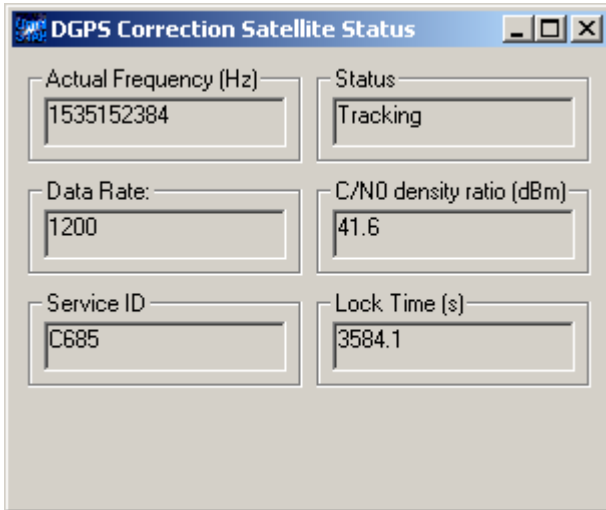 DGPS Correction Satellite Status
Actual Frequency (Hz)
1535152384
Status
Tracking
Data Rate:
1200
C/N0 density ratio (dBm)
41.6
Service ID
C685
Lock Time (s)
3584.1